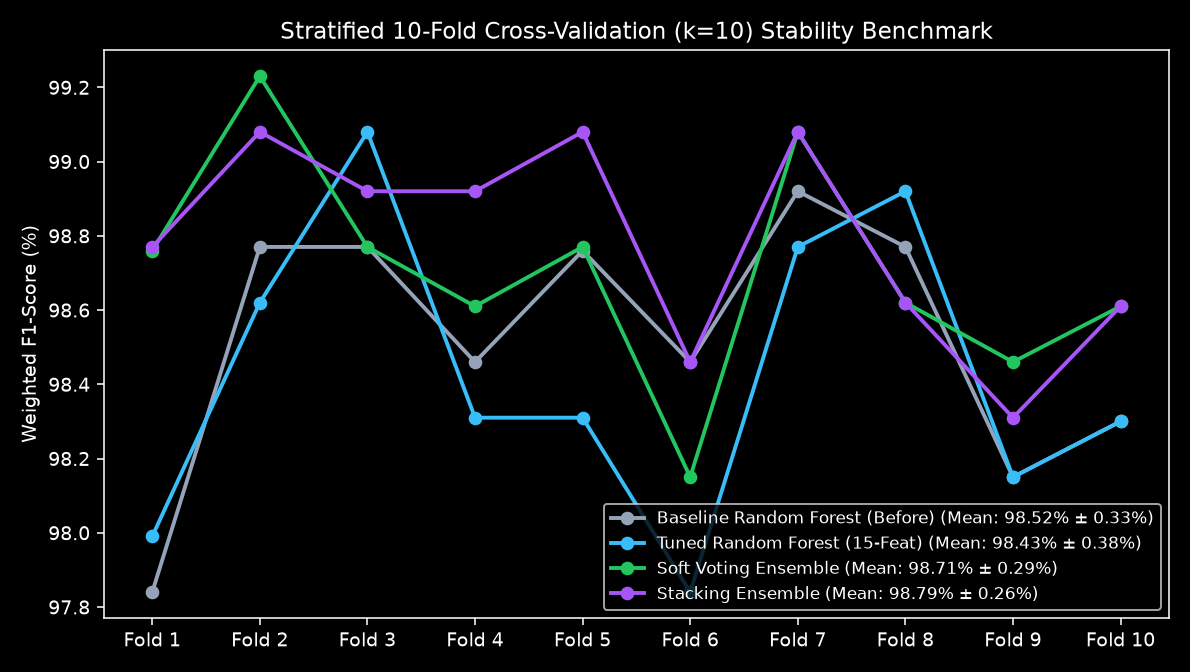 Stratified 10-Fold Cross-Validation (k=10) Stability Benchmark
Weighted F1-Score (%)
99.2
99.0
98.8
98.6
98.4
98.2
98.0
97.8
Baseline Random Forest (Before) (Mean: 98.52% ± 0.33%)
Tuned Random Forest (15-Feat) (Mean: 98.43% ± 0.38%)
Soft Voting Ensemble (Mean: 98.71% ± 0.29%)
Stacking Ensemble (Mean: 98.79% ± 0.26%)
Fold 1 Fold 2 Fold 3 Fold 4 Fold 5 Fold 6 Fold 7 Fold 8 Fold 9 Fold 10